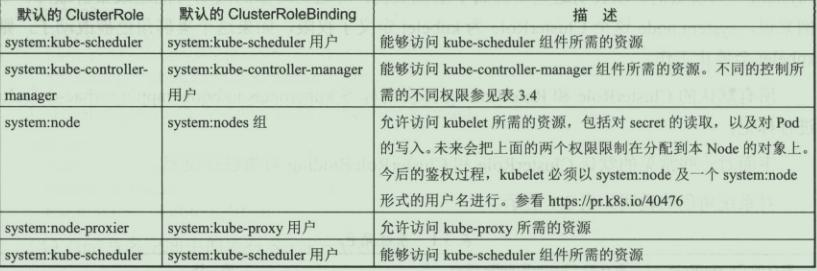 默认的 ClusterRole 默认的 ClusterRoleBinding 描 述
system:kube-scheduler system:kube-scheduler 用户 能够访问 kube-scheduler 组件所需的资源
system:kube-controller- system:kube-controller-manager 能够访问 kube-controller-manager 组件所需的资源。不同的控制所
manager 用户 需的不同权限参见表 3.4
system:node system:nodes 组 允许访问 kubelet 所需的资源，包括对 secret 的读取，以及对 Pod
的写入。未来会把上面的两个权限限制在分配到本 Node 的对象上。
今后的鉴权过程，kubelet 必须以 system:node 及一个 system:node
形式的用户名进行。参看 https://pr.k8s.io/40476
system:node-proxier system:kube-proxy 用户 允许访问 kube-proxy 所需的资源
system:kube-scheduler system:kube-scheduler 用户 能够访问 kube-scheduler 组件所需的资源